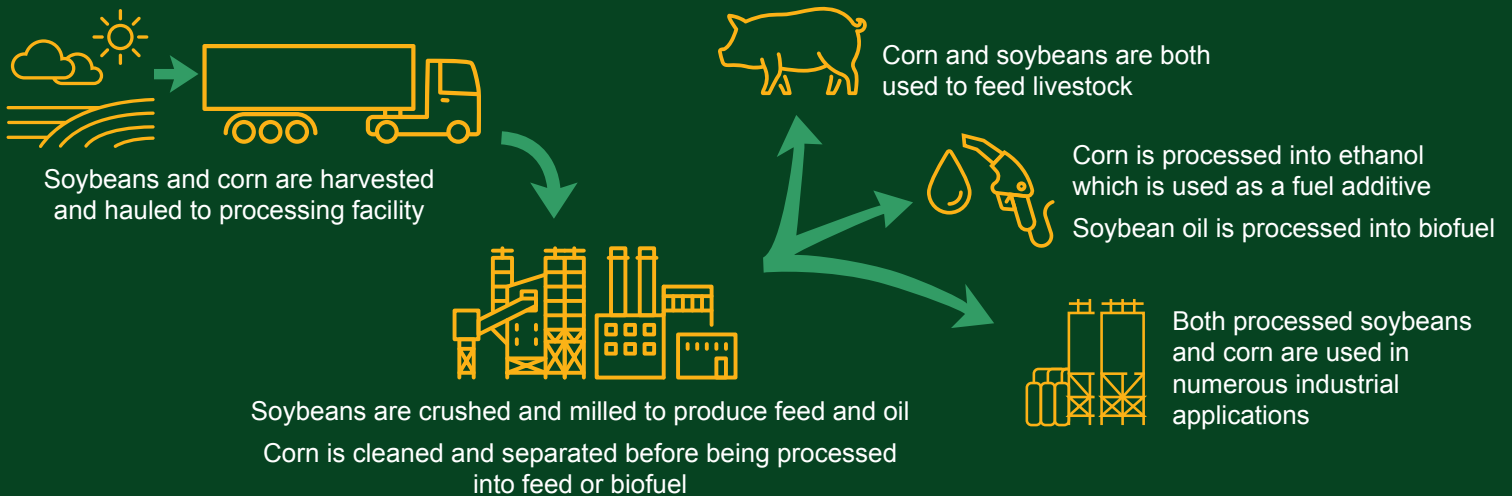 Soybeans and corn are harvested
and hauled to processing facility
Soybeans are crushed and milled to produce feed and oil
Corn is cleaned and separated before being processed
into feed or biofuel
Corn and soybeans are both
used to feed livestock
Corn is processed into ethanol
which is used as a fuel additive
Soybean oil is processed into biofuel
Both processed soybeans
and corn are used in
numerous industrial
applications